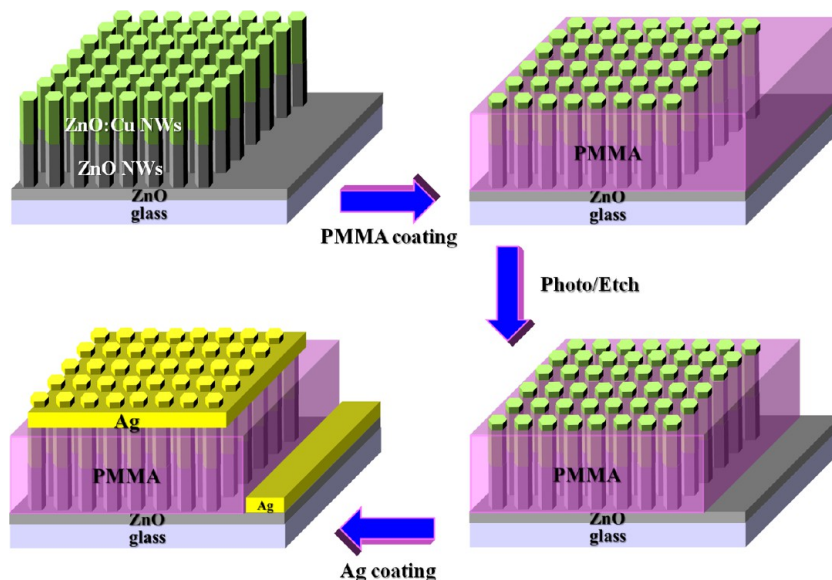 ZnO:Cu NWs
ZnO NWs
ZnO
glass
PMMA coating
PMMA
ZnO
glass
Photo/Etch
PMMA
ZnO
glass
Ag coating
Ag
PMMA
Ag
ZnO
glass